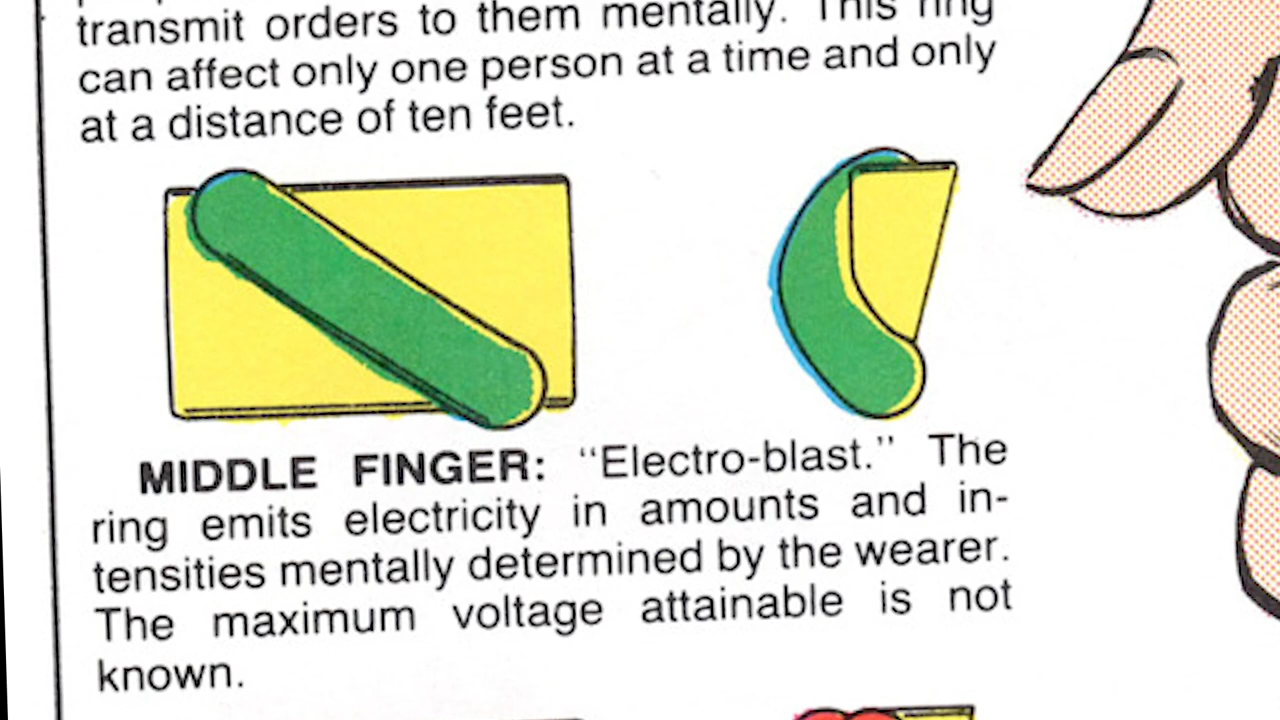 transmit orders to them mentally. This ring
can affect only one person at a time and only
at a distance of ten feet.
MIDDLE FINGER: “Electro-blast.” The
ring emits electricity in amounts and in-
tensities mentally determined by the wearer.
The maximum voltage attainable is not
known.